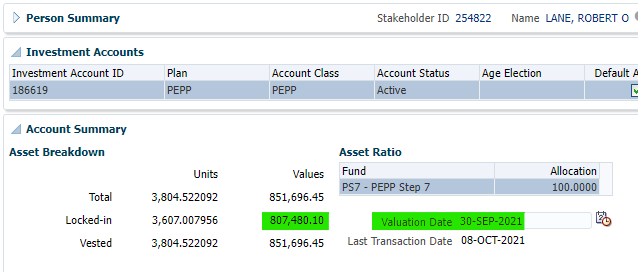 Person Summary Stakeholder ID 254822 Name LANE, ROBERT O
Investment Accounts
Investment Account ID Plan Account Class Account Status Age Election Default A
186619 PEPP PEPP Active
Account Summary
Asset Breakdown Asset Ratio
Units Values Fund Allocation
Total 3,804.522092 851,696.45 PS7 - PEPP Step 7 100.0000
Locked-in 3,607.007956 807,480.10 Valuation Date 30-SEP-2021
Vested 3,804.522092 851,696.45 Last Transaction Date 08-OCT-2021